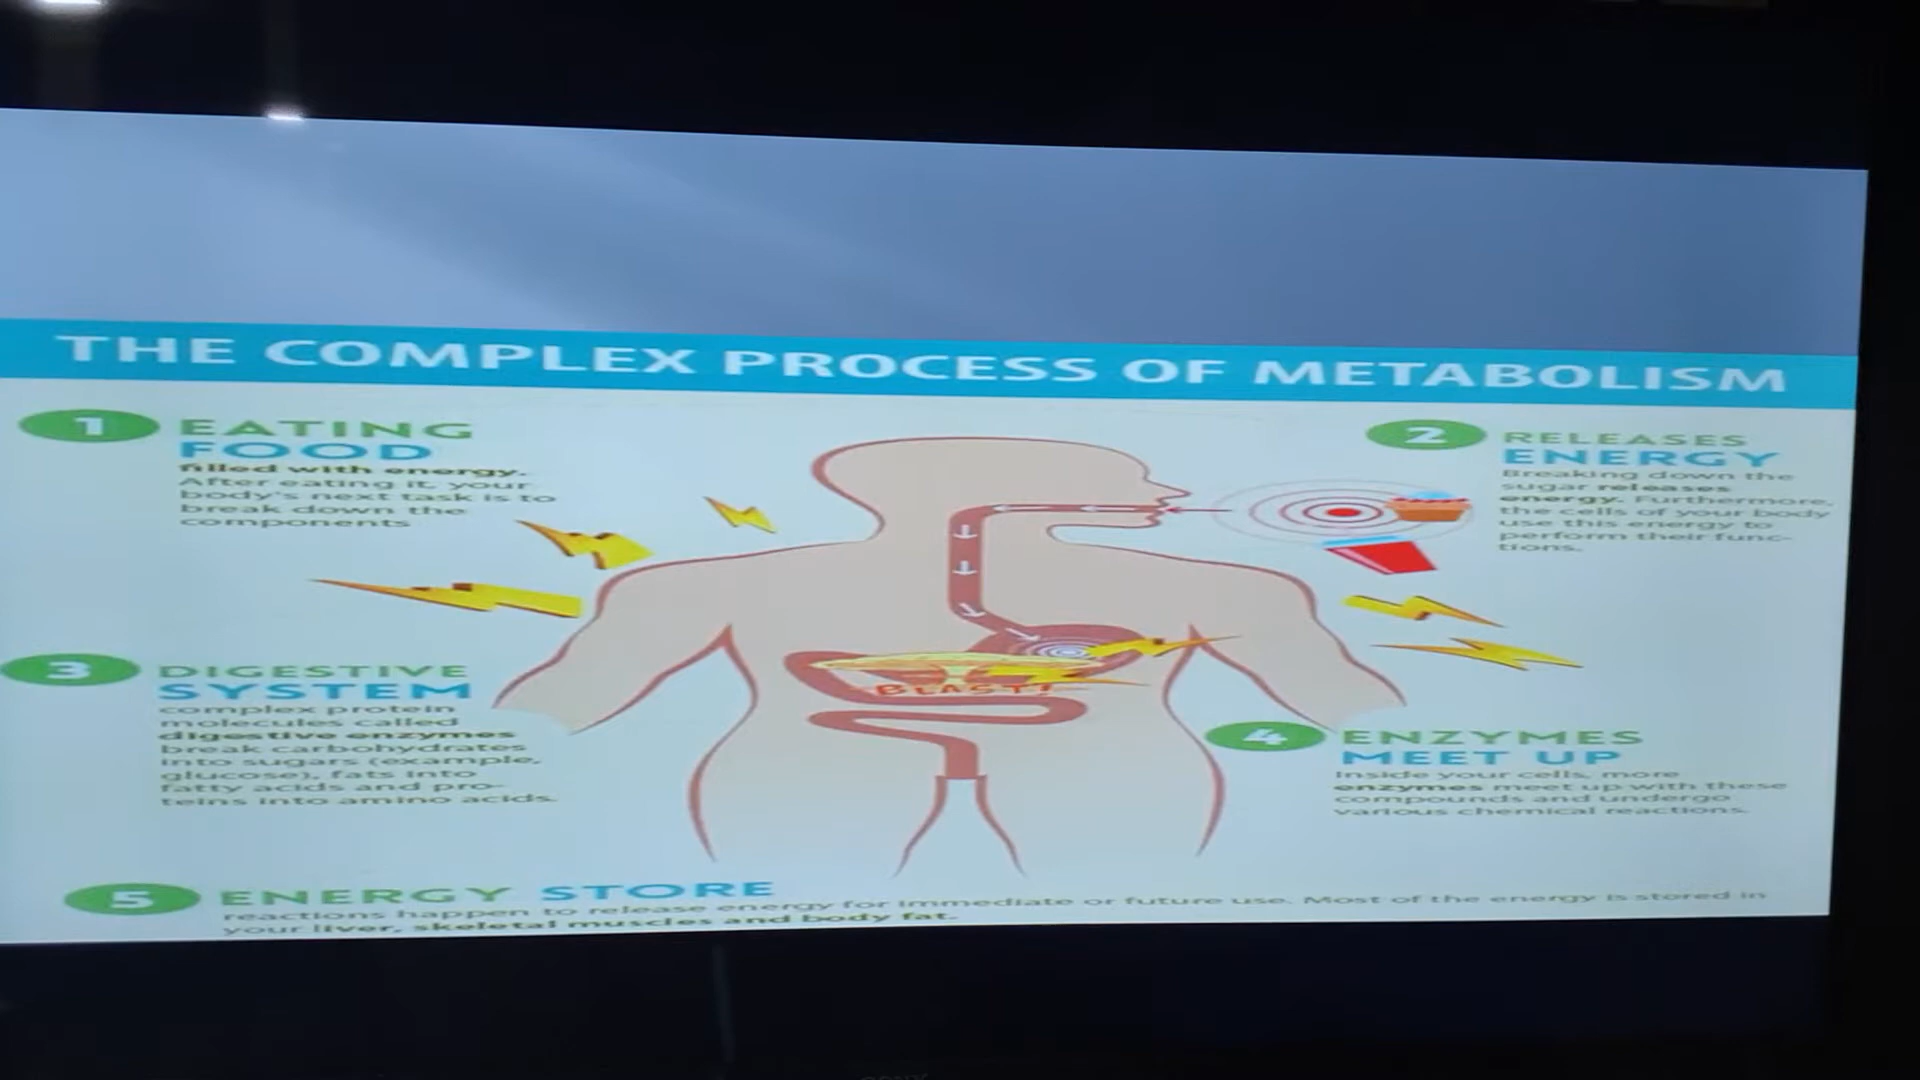 THE COMPLEX PROCESS OF METABOLISM
1 EATING
FOOD
filled with energy.
After eating it, your
body's next task is to
break down the
components
2 RELEASES
ENERGY
Breaking down the
sugar releases
energy. Furthermore,
the cells of your body
use this energy to
perform their func-
tions.
BLAST!
3 DIGESTIVE
SYSTEM
complex protein
molecules called
digestive enzymes
break carbohydrates
into sugars (example,
glucose), fats into
fatty acids and pro-
teins into amino acids.
4 ENZYMES
MEET UP
Inside your cells, more
enzymes meet up with these
compounds and undergo
various chemical reactions.
5 ENERGY STORE
reactions happen to release energy for immediate or future use. Most of the energy is stored in
your liver, skeletal muscles and body fat.